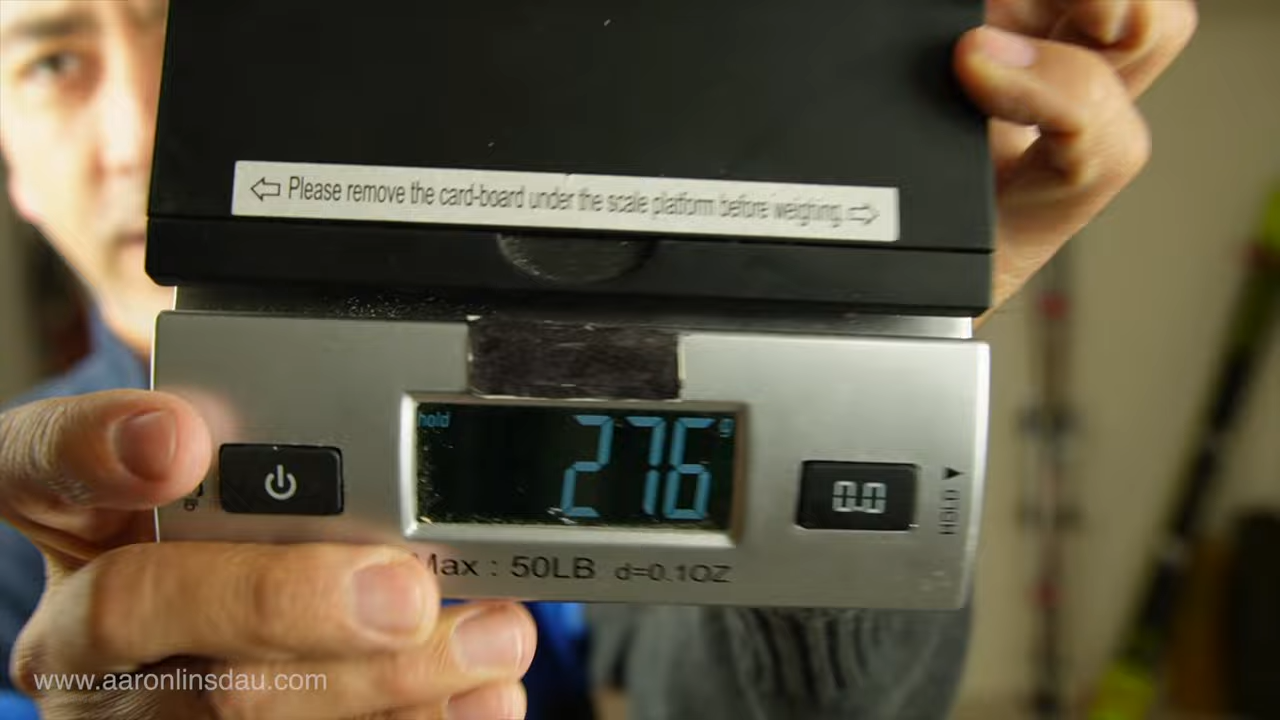 ⇦ Please remove the card-board under the scale platform before weighing. ⇨
hold 276 g
0.0
▲ HOLD
Max : 50LB d=0.1OZ
www.aaronlinsdau.com